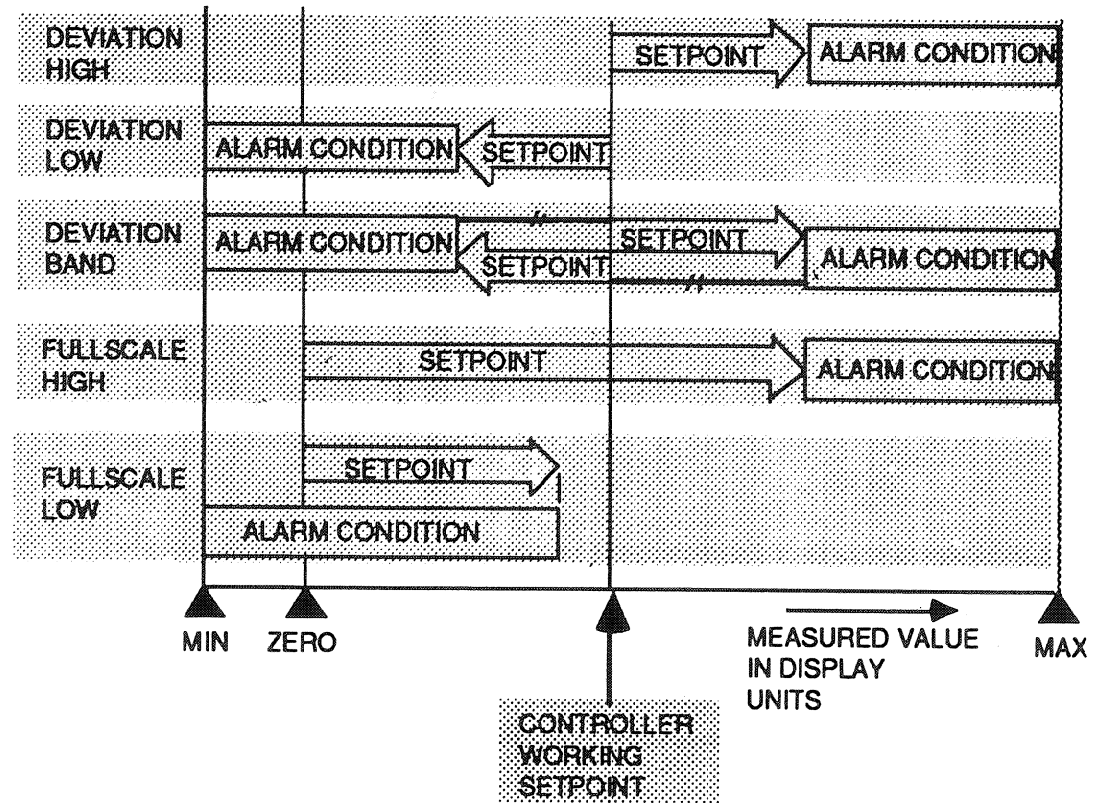 DEVIATION
HIGH
SETPOINT
ALARM CONDITION
DEVIATION
LOW
ALARM CONDITION
SETPOINT
DEVIATION
BAND
ALARM CONDITION
SETPOINT
SETPOINT
ALARM CONDITION
FULLSCALE
HIGH
SETPOINT
ALARM CONDITION
FULLSCALE
LOW
SETPOINT
ALARM CONDITION
MIN
ZERO
MEASURED VALUE
IN DISPLAY
UNITS
MAX
CONTROLLER
WORKING
SETPOINT